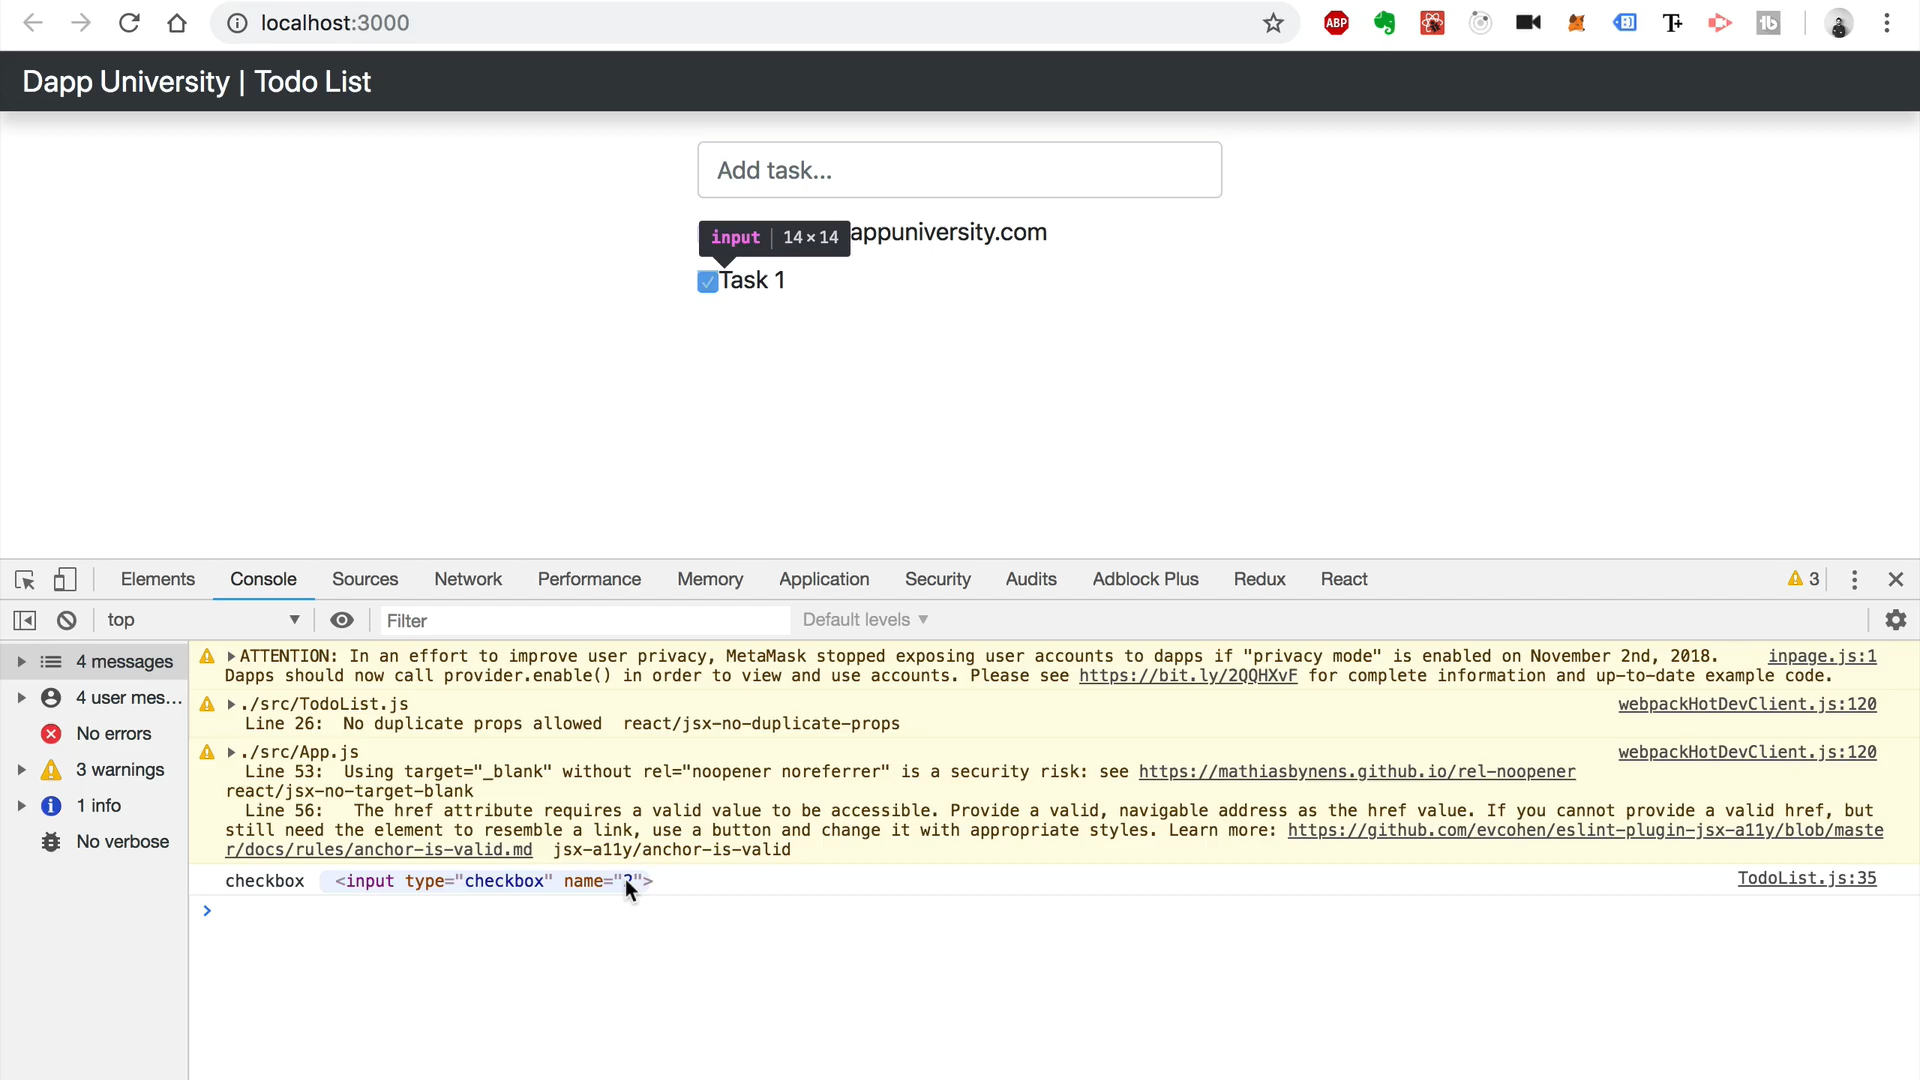 localhost:3000
ABP
Dapp University | Todo List
Add task...
input 14×14 appuniversity.com
Task 1
Elements Console Sources Network Performance Memory Application Security Audits Adblock Plus Redux React 3
top Filter Default levels
4 messages
4 user mes...
No errors
3 warnings
1 info
No verbose
ATTENTION: In an effort to improve user privacy, MetaMask stopped exposing user accounts to dapps if "privacy mode" is enabled on November 2nd, 2018. inpage.js:1
Dapps should now call provider.enable() in order to view and use accounts. Please see https://bit.ly/2QQHXvF for complete information and up-to-date example code.
./src/TodoList.js webpackHotDevClient.js:120
Line 26: No duplicate props allowed react/jsx-no-duplicate-props
./src/App.js webpackHotDevClient.js:120
Line 53: Using target="_blank" without rel="noopener noreferrer" is a security risk: see https://mathiasbynens.github.io/rel-noopener
react/jsx-no-target-blank
Line 56: The href attribute requires a valid value to be accessible. Provide a valid, navigable address as the href value. If you cannot provide a valid href, but
still need the element to resemble a link, use a button and change it with appropriate styles. Learn more: https://github.com/evcohen/eslint-plugin-jsx-a11y/blob/maste
r/docs/rules/anchor-is-valid.md jsx-a11y/anchor-is-valid
checkbox <input type="checkbox" name="2"> TodoList.js:35